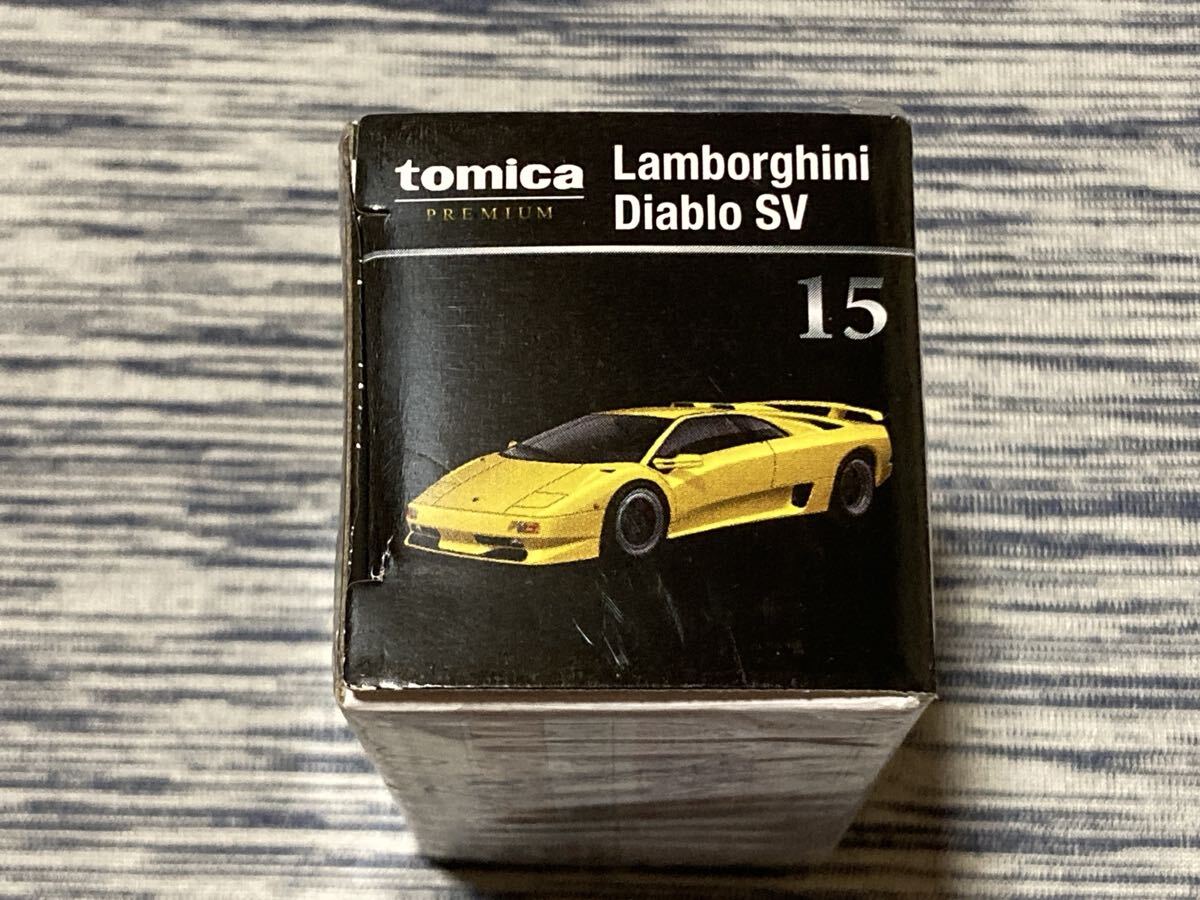 tomica
PREMIUM
Lamborghini
Diablo SV
15